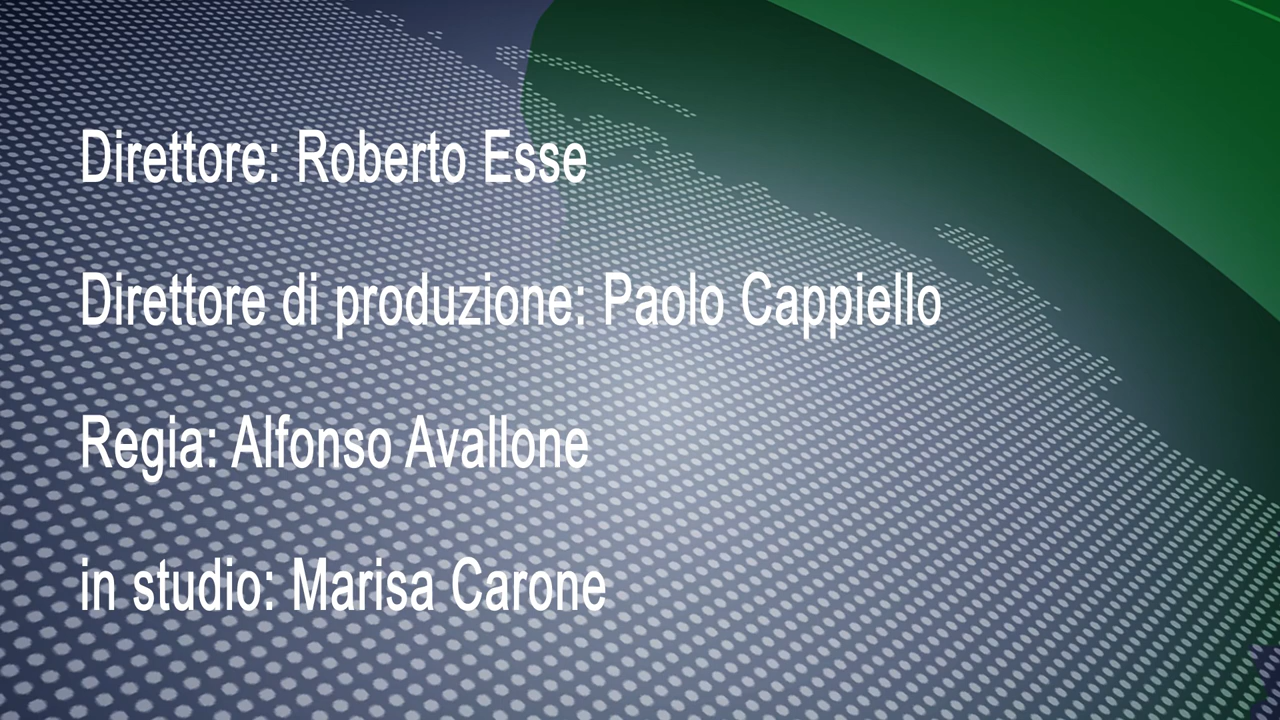 Direttore: Roberto Esse
Direttore di produzione: Paolo Cappiello
Regia: Alfonso Avallone
in studio: Marisa Carone